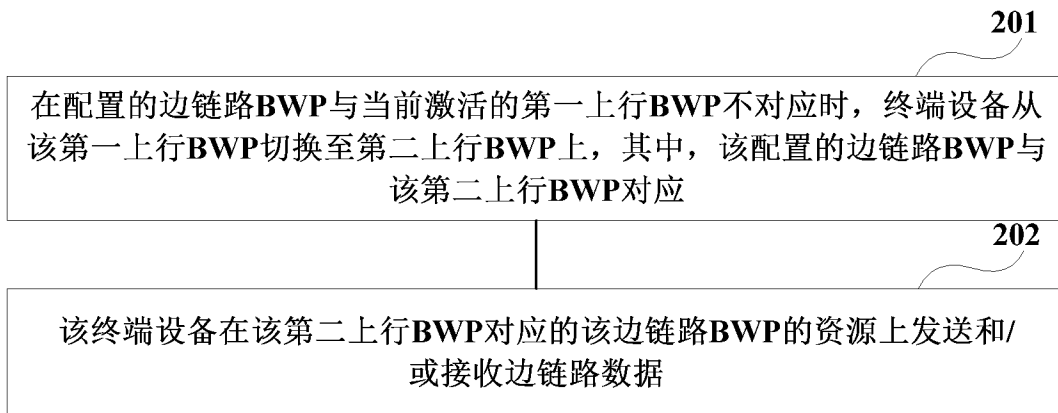 201
在配置的边链路BWP与当前激活的第一上行BWP不对应时，终端设备从
该第一上行BWP切换至第二上行BWP上，其中，该配置的边链路BWP与
该第二上行BWP对应
202
该终端设备在该第二上行BWP对应的该边链路BWP的资源上发送和/
或接收边链路数据